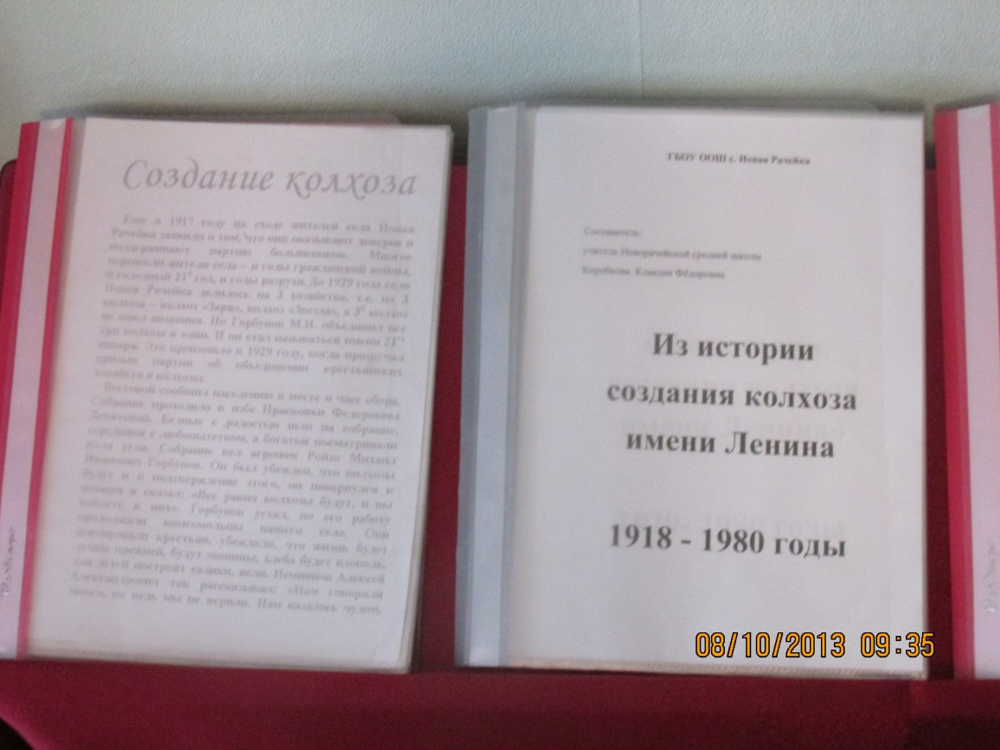 Создание колхоза
Еще в 1917 году на сходе жителей села Новая
Рачейка заявили о том, что они оказывают доверие и
поддерживают партию большевиков. Многое
перенесли жители села – и годы гражданской войны,
и голодный 21й год, и годы разрухи. До 1929 года село
Новая Рачейка делилось на 3 хозяйства, т.е. на 3
колхоза – колхоз «Заря», колхоз «Звезда», а 3й колхоз
не имел названия. Но Горбунов М.И. объединил все
три колхоза в один. И он стал называться имени 21го
января. Это произошло в 1929 году, когда прозвучал
призыв партии об объединении крестьянских
хозяйств в колхозы.
Вестовой сообщил населению о месте и часе сбора.
Собрание проходило в избе Прасковьи Федоровны
Девятовой. Бедные с радостью шли на собрание,
середняки с любопытством, а богатые посматривали
из-за угла. Собрание вел агроном Ройзо Михаил
Иванович Горбунов. Он был убежден, что колхозы
будут и в подтверждение этого, он повернулся к
и сказал: «Все равно колхозы будут, и вы
войдете в них». Горбунов уехал, но его работу
продолжали комсомольцы нашего села. Они
агитировали крестьян, убеждали, что жизнь будет
лучше прежней, будут машины, хлеба будет вдоволь,
для детей построят садики, ясли. Алексей
Александрович так рассказывал: «Нам говорили
много, но ведь мы не верили. Нам казалось чудом,
ГБОУ ООШ с. Новая Рачейка
Составитель:
учитель Новорачейской средней школы
Коробкова Клавдия Фёдоровна
Из истории
создания колхоза
имени Ленина
1918 - 1980 годы
08/10/2013 09:35